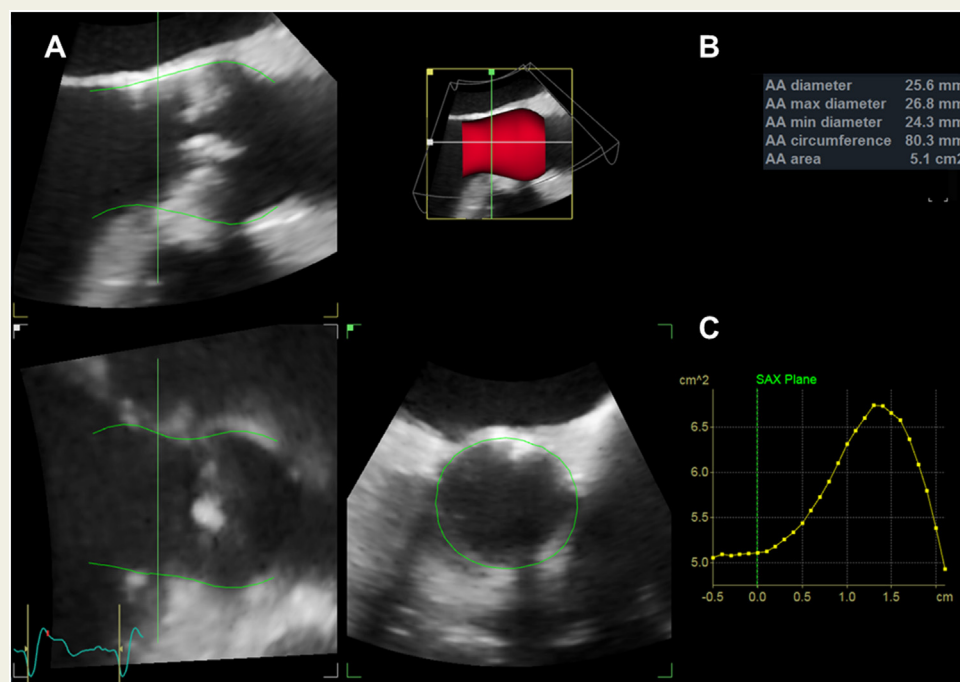 A
B
AA diameter 25.6 mm
AA max diameter 26.8 mm
AA min diameter 24.3 mm
AA circumference 80.3 mm
AA area 5.1 cm2
C
cm^2
SAX Plane
6.5
6.0
5.5
5.0
-0.5 0.0 0.5 1.0 1.5 cm